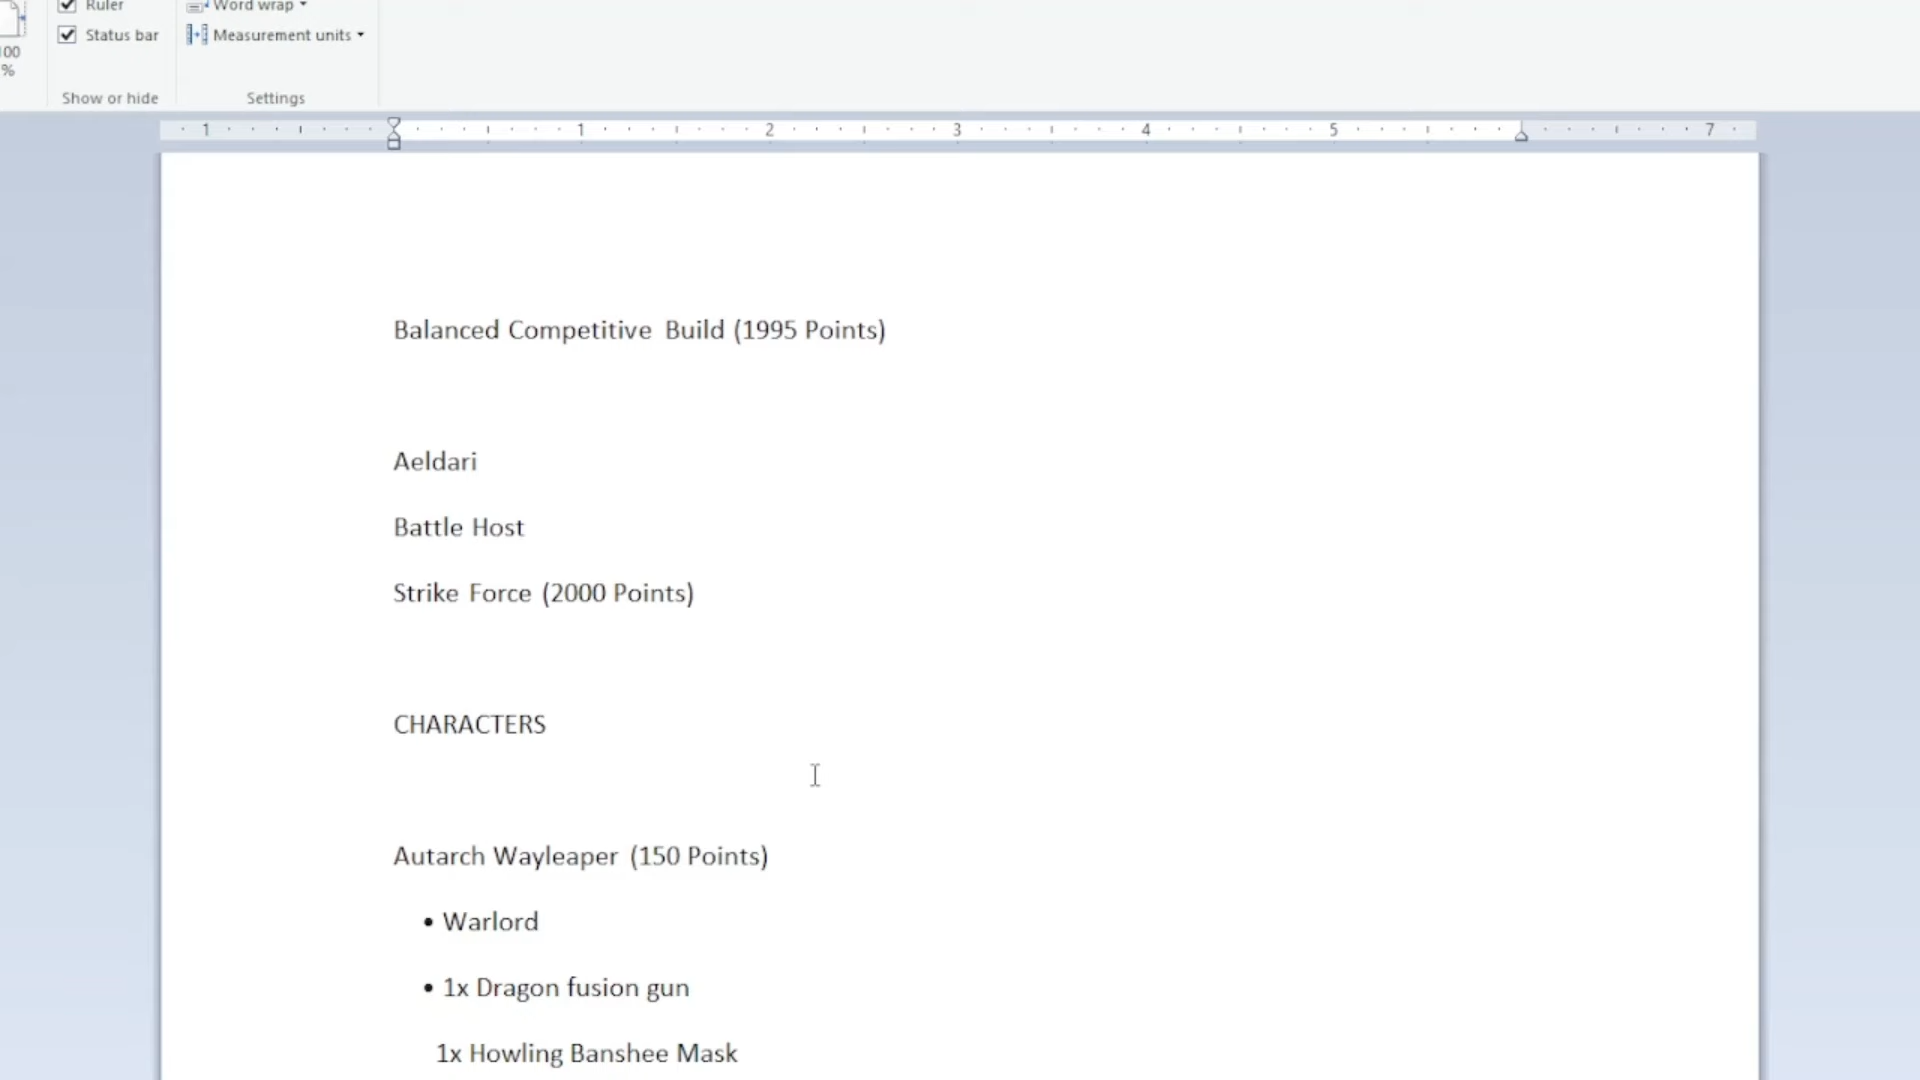 Ruler
Word wrap
Status bar
Measurement units
100
%
Show or hide
Settings
1 1 2 3 4 5 7
Balanced Competitive Build (1995 Points)
Aeldari
Battle Host
Strike Force (2000 Points)
CHARACTERS
Autarch Wayleaper (150 Points)
• Warlord
• 1x Dragon fusion gun
1x Howling Banshee Mask